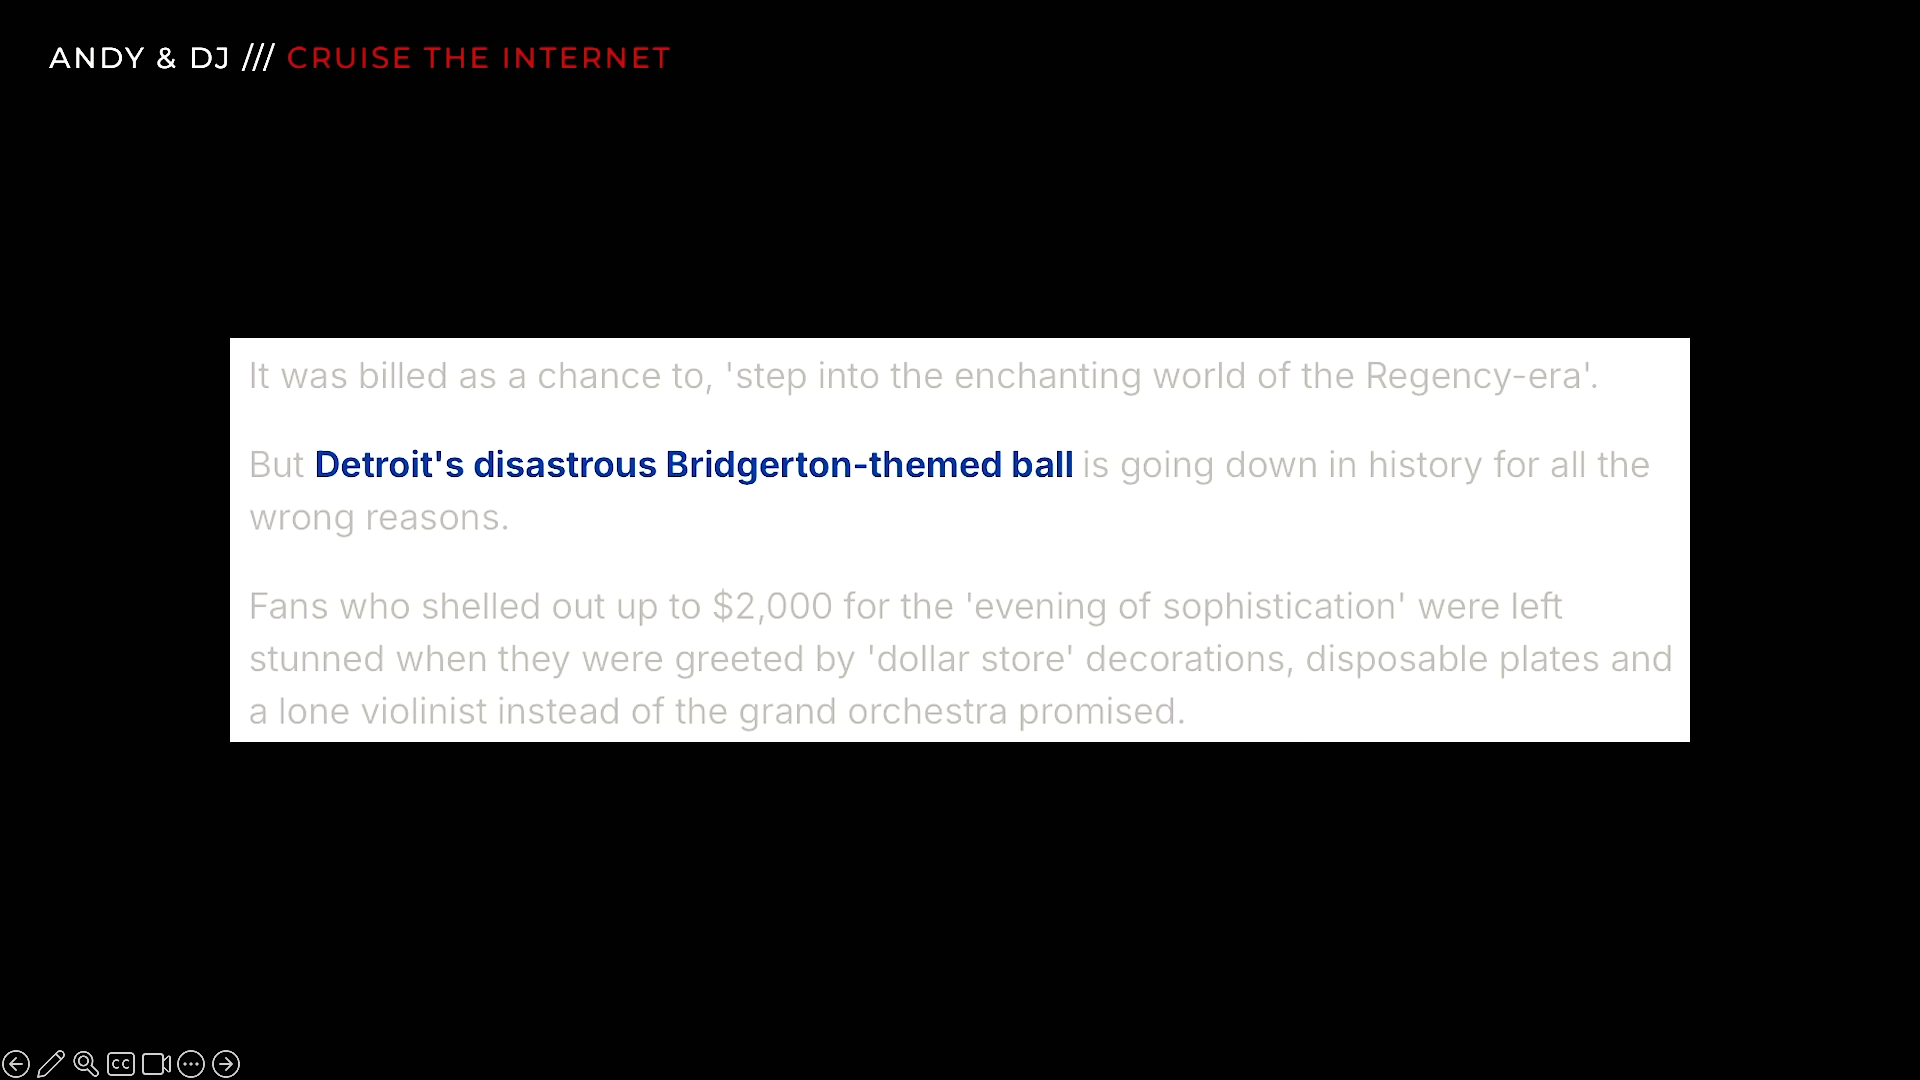 ANDY & DJ /// CRUISE THE INTERNET
It was billed as a chance to, 'step into the enchanting world of the Regency-era'.
But Detroit's disastrous Bridgerton-themed ball is going down in history for all the
wrong reasons.
Fans who shelled out up to $2,000 for the 'evening of sophistication' were left
stunned when they were greeted by 'dollar store' decorations, disposable plates and
a lone violinist instead of the grand orchestra promised.
CC